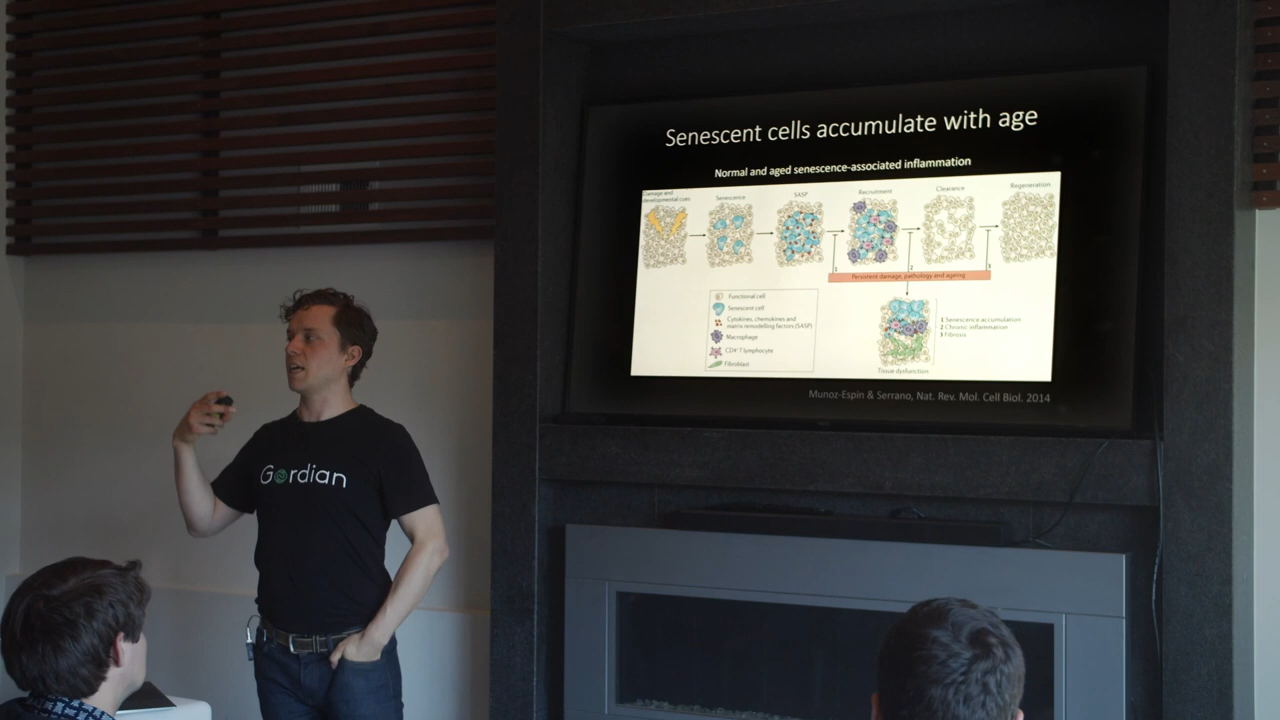 Senescent cells accumulate with age
Normal and aged senescence-associated inflammation
Damage and
developmental cues
Senescence
SASP
Recruitment
Clearance
Regeneration
1
2
3
Persistent damage, pathology and ageing
Functional cell
Senescent cell
Cytokines, chemokines and
matrix remodelling factors (SASP)
Macrophage
CD4⁺ T lymphocyte
Fibroblast
1 Senescence accumulation
2 Chronic inflammation
3 Fibrosis
Tissue dysfunction
Munoz-Espin & Serrano, Nat. Rev. Mol. Cell Biol. 2014
Gordian